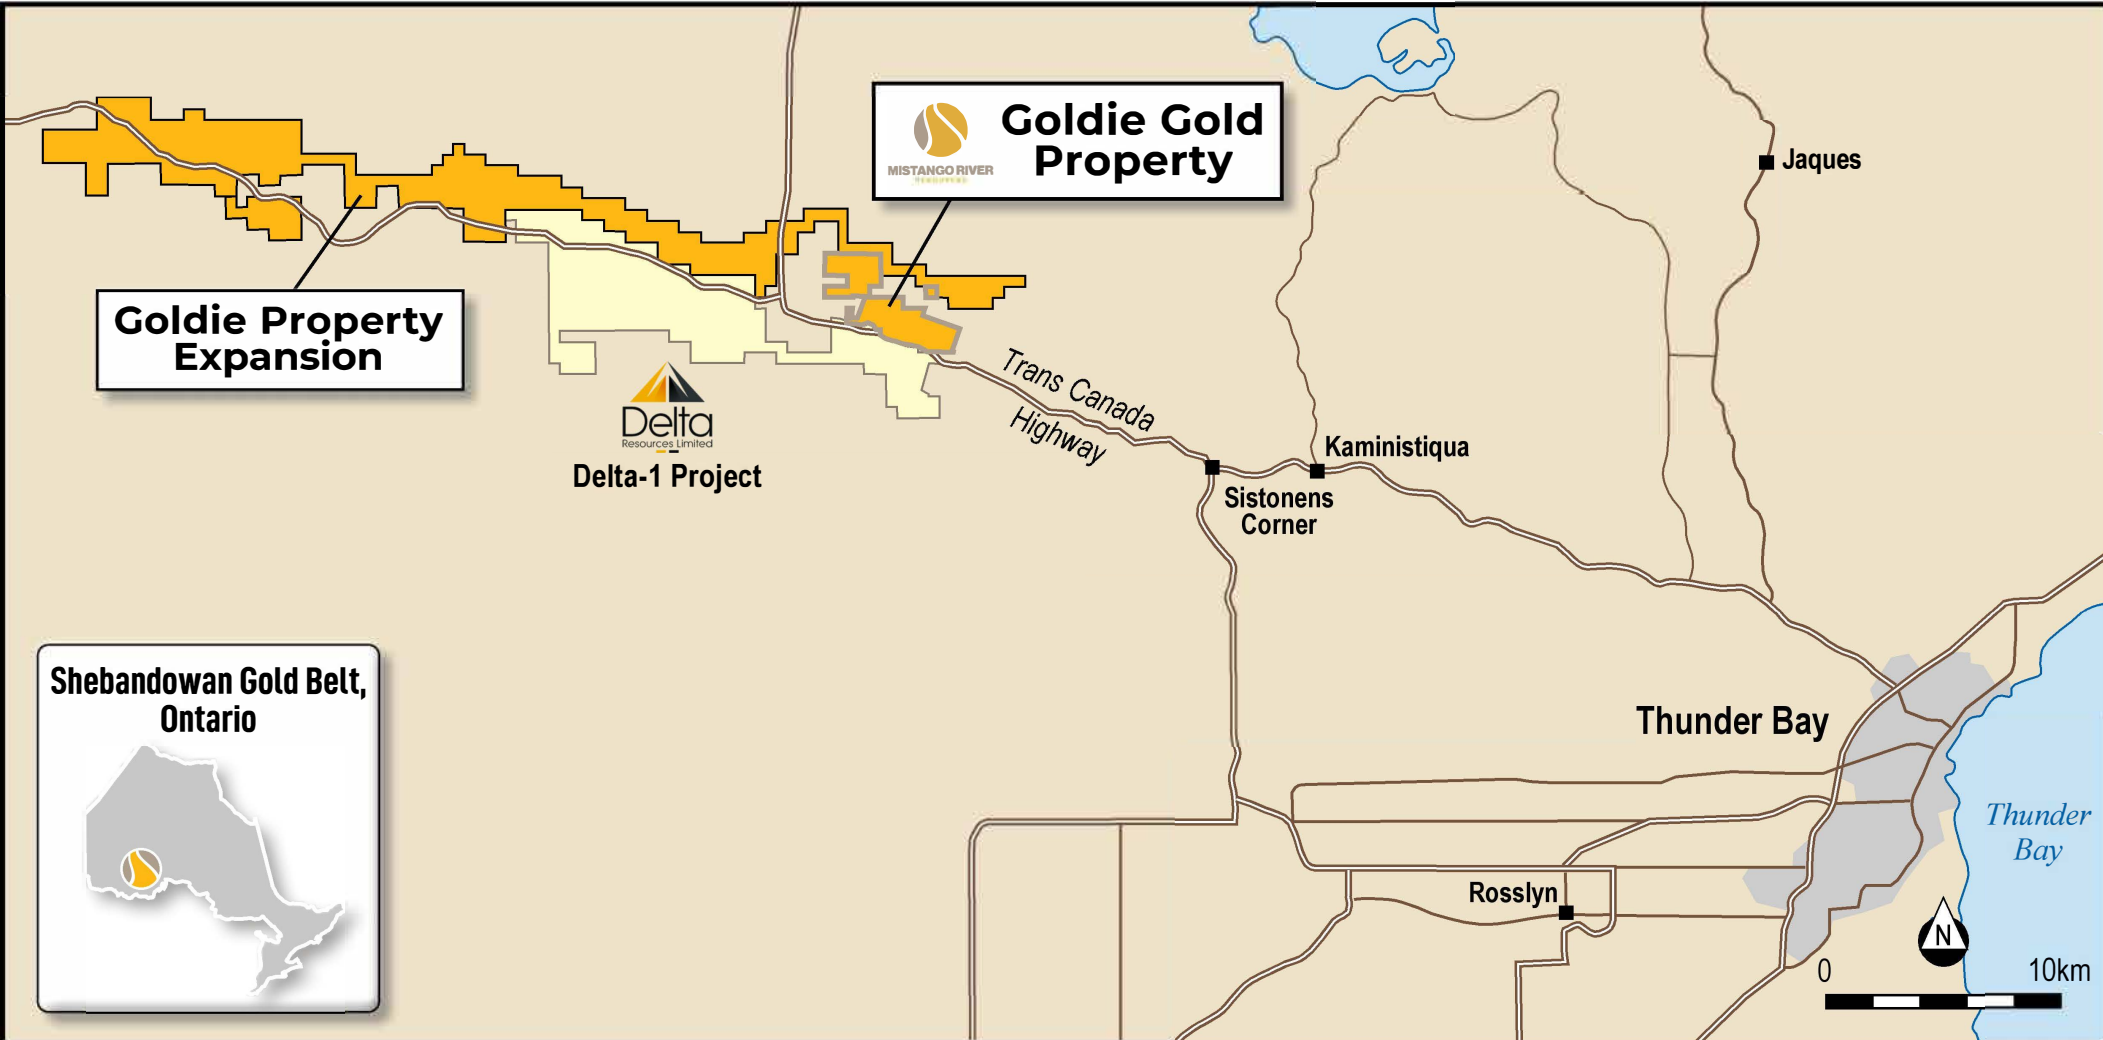 MISTANGO RIVER
Goldie Gold
Property
Jaques
Goldie Property
Expansion
Delta
Resources Limited
Delta-1 Project
Trans Canada
Highway
Kaministiqua
Sistonens
Corner
Shebandowan Gold Belt,
Ontario
Thunder Bay
Thunder
Bay
Rosslyn
N
0
10km